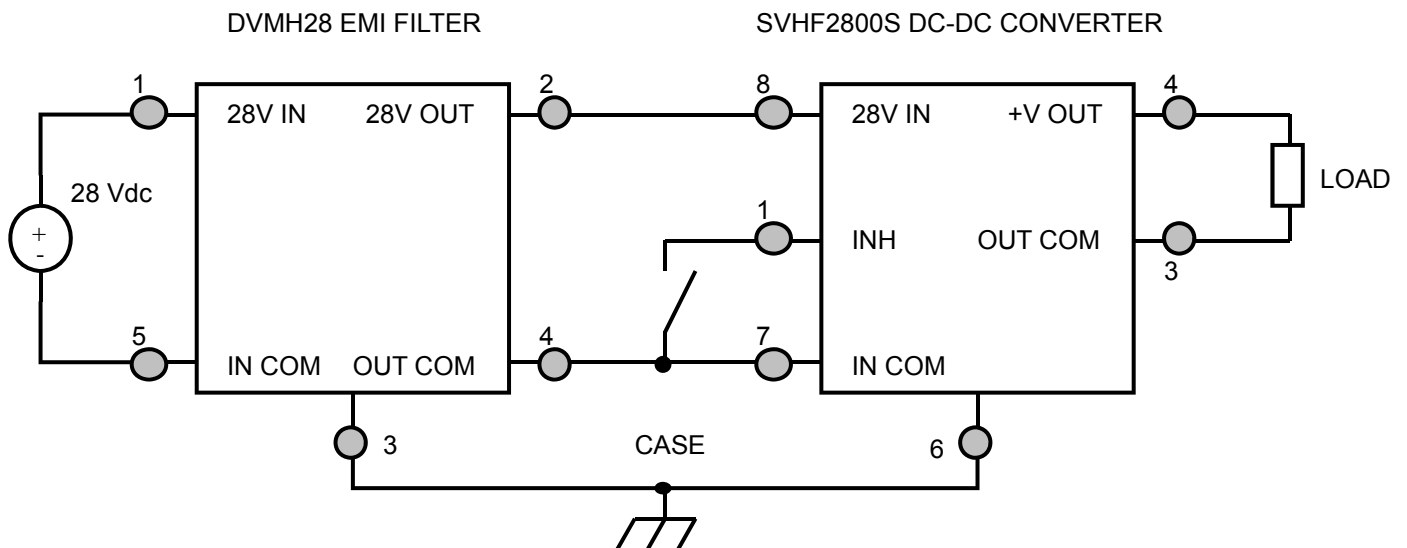 DVMH28 EMI FILTER
SVHF2800S DC-DC CONVERTER
1
2
8
4
28V IN
28V OUT
28V IN
+V OUT
28 Vdc
LOAD
+
-
1
INH
OUT COM
3
5
4
7
IN COM
OUT COM
IN COM
3
CASE
6